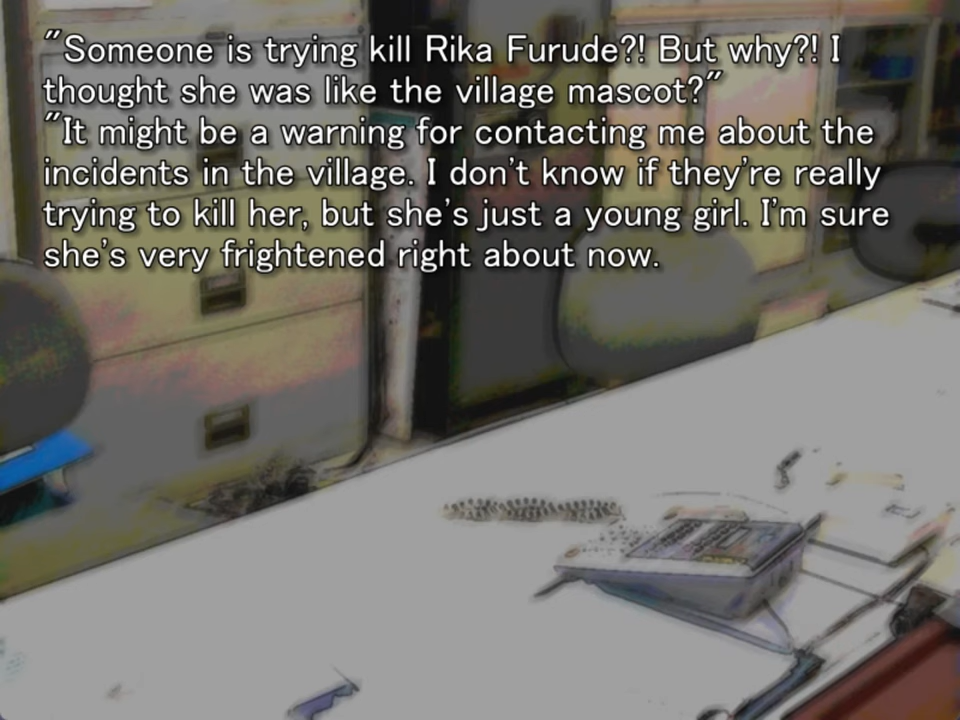 "Someone is trying kill Rika Furude?! But why?! I
thought she was like the village mascot?"
"It might be a warning for contacting me about the
incidents in the village. I don't know if they're really
trying to kill her, but she's just a young girl. I'm sure
she's very frightened right about now.